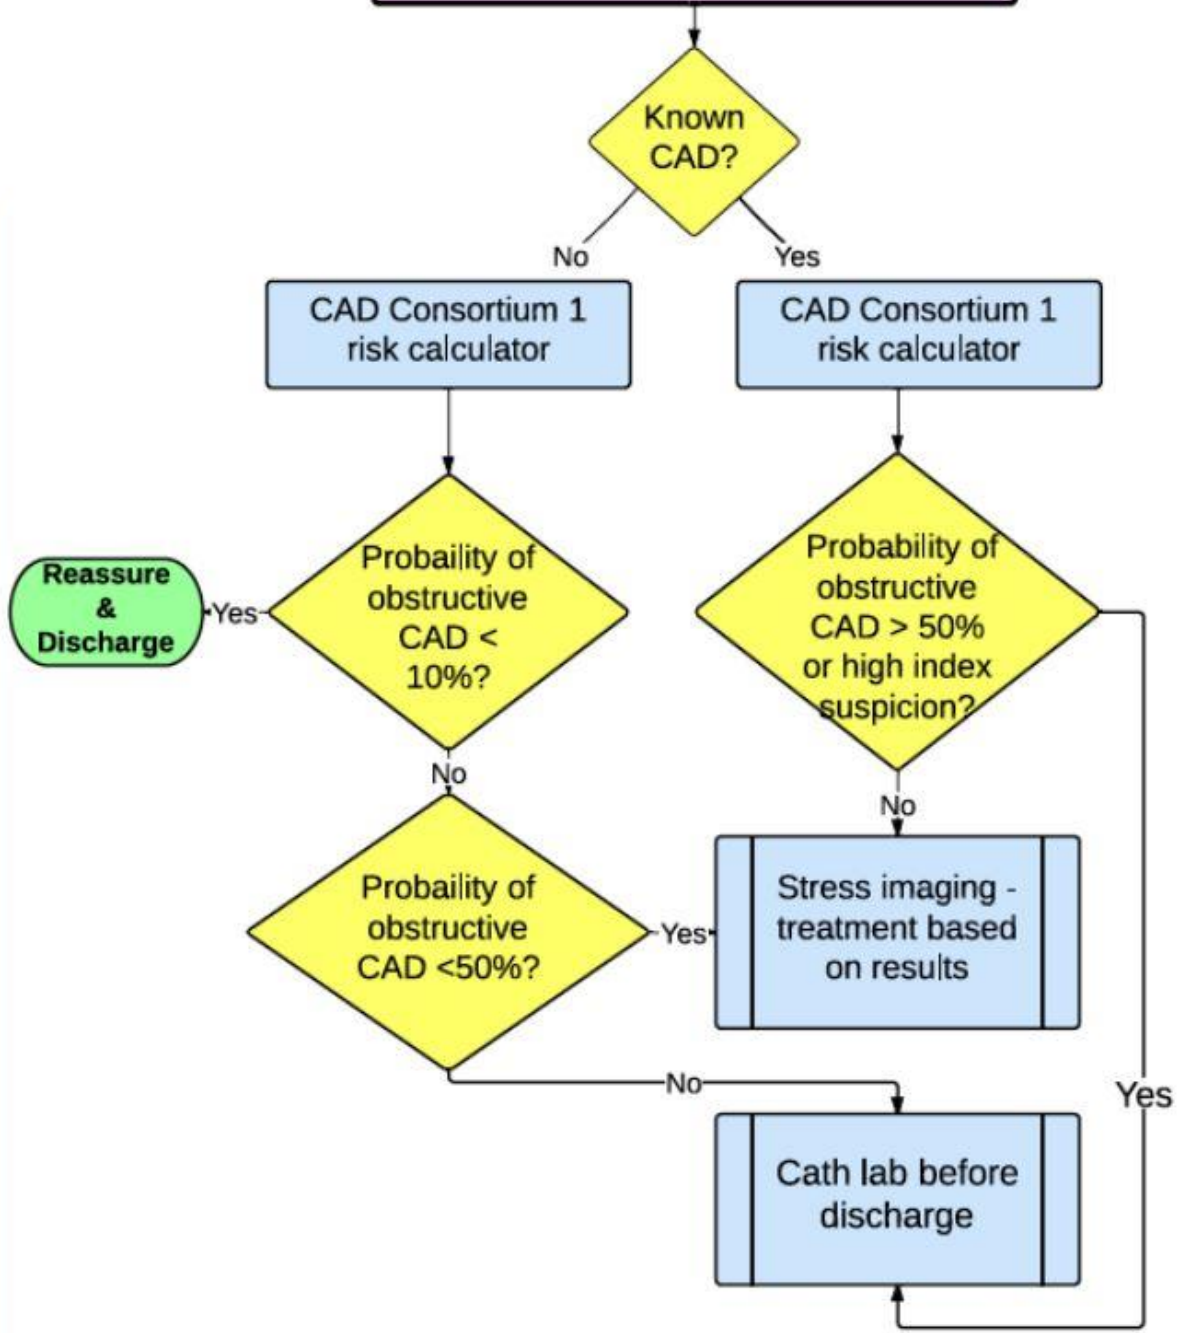 Known
CAD?
No
Yes
CAD Consortium 1
risk calculator
CAD Consortium 1
risk calculator
Reassure
&
Discharge
Yes
Probaility of
obstructive
CAD <
10%?
Probability of
obstructive
CAD > 50%
or high index
suspicion?
No
No
Probaility of
obstructive
CAD <50%?
Yes
Stress imaging -
treatment based
on results
No
Yes
Cath lab before
discharge